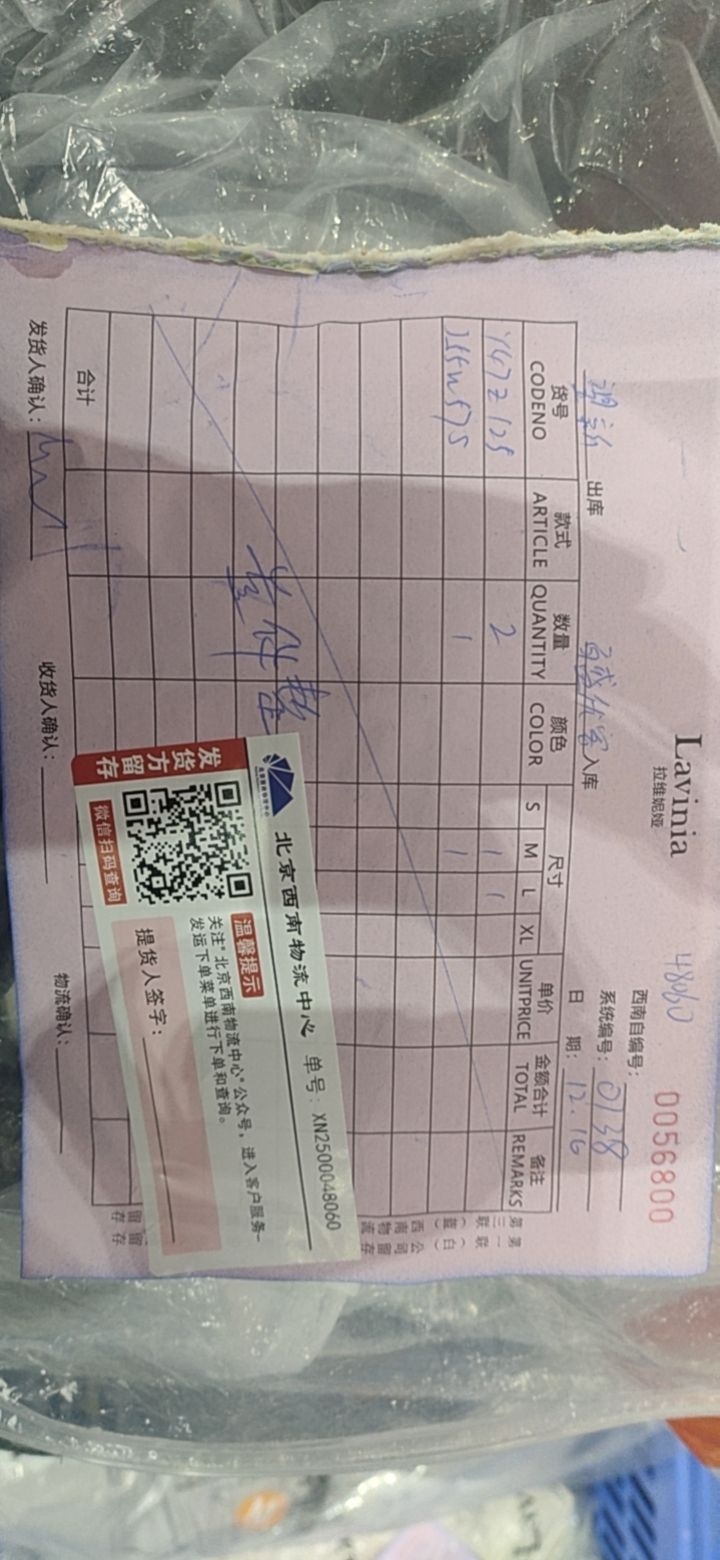 Lavinia
拉维妮娅
48060
0056800
西南自编号:
系统编号: 0138
出库
入库
日 期: 12.16
货号 款式 数量 颜色 尺寸 单价 金额合计 备注
CODENO ARTICLE QUANTITY COLOR S M L XL UNITPRICE TOTAL REMARKS
2 1 1
1 1
合计
发货人确认:
收货人确认:
物流确认:
北京西南物流中心 单号: XN2500048060
温馨提示
关注"北京西南物流中心"公众号,进入客户服务-
发运下单菜单进行下单和查询。
提货人签字:
发货方留存
微信扫码查询